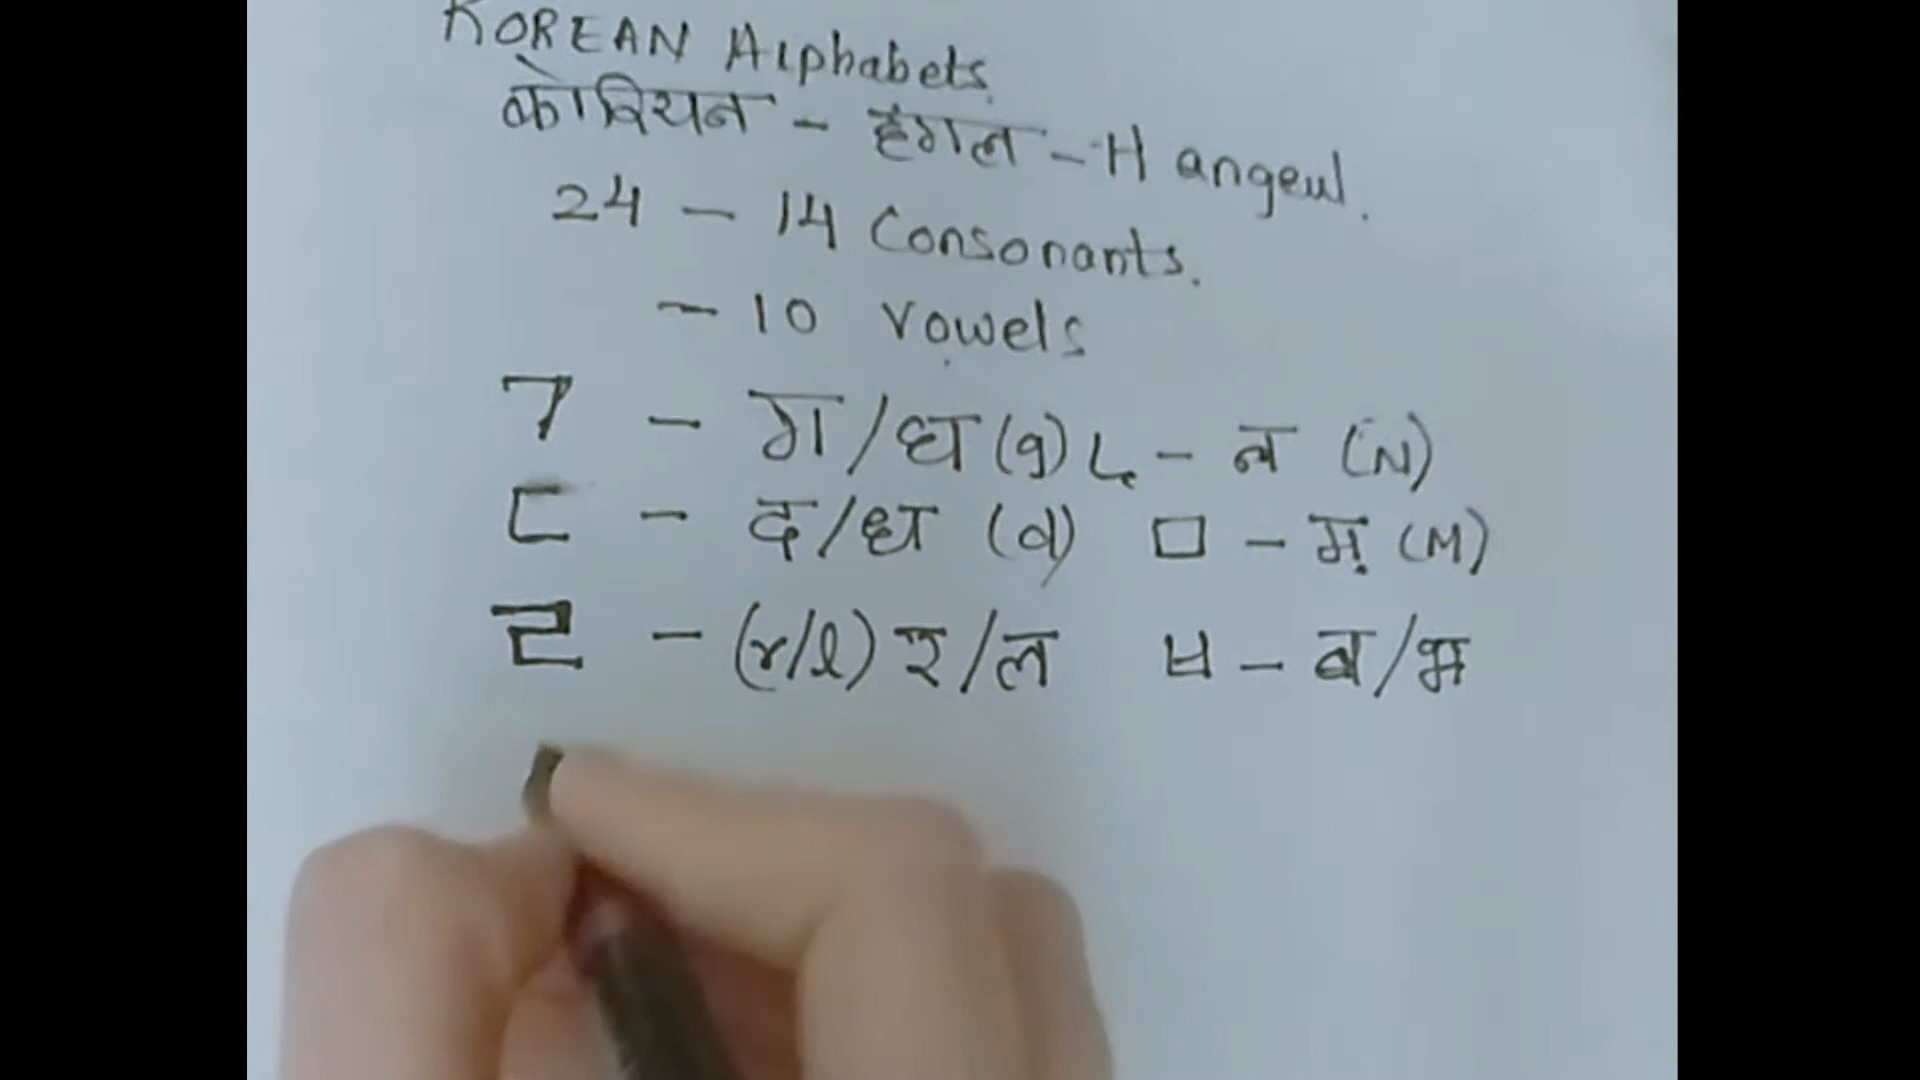 KOREAN Alphabets
कोरियन - हंगल - Hangeul.
24 - 14 Consonants.
- 10 Vowels
ㄱ - ग/घ (g) ㄴ - न (N)
ㄷ - द/ध (d) ㅁ - म (M)
ㄹ - (r/l) र/ल ㅂ - ब/भ